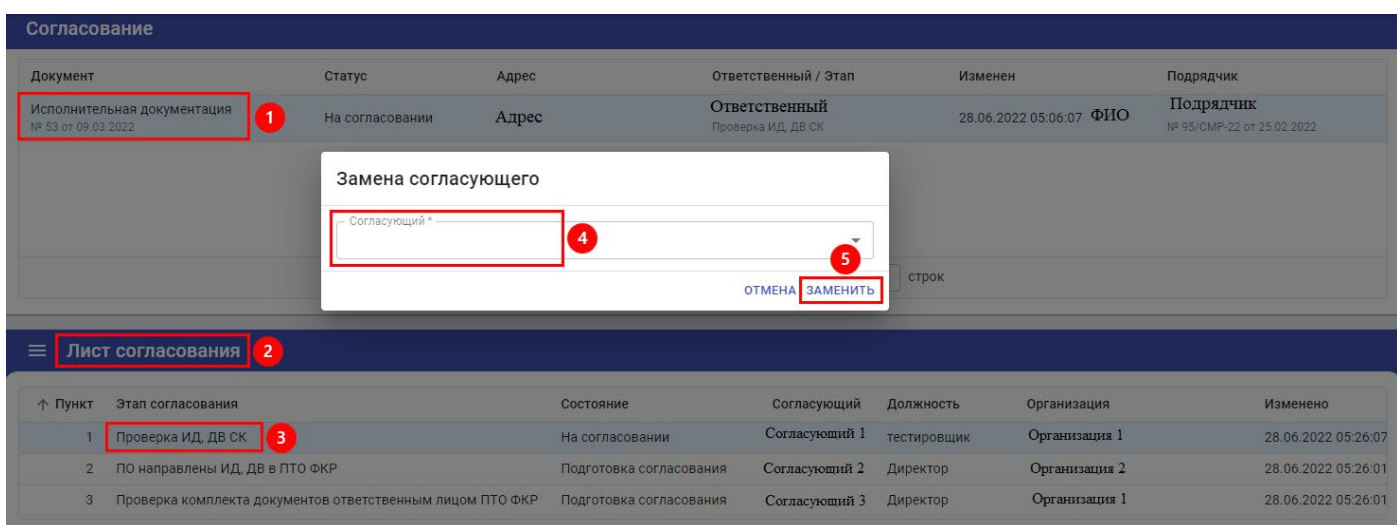 Согласование
Документ Статус Адрес Ответственный / Этап Изменен Подрядчик
Исполнительная документация 1 На согласовании Адрес Ответственный 28.06.2022 05:06:07 ФИО Подрядчик
№ 53 от 09.03.2022 Проверка ИД, ДВ СК № 95/СМР-22 от 25.02.2022
Замена согласующего
Согласующий *
4
5
ОТМЕНА ЗАМЕНИТЬ строк
Лист согласования 2
↑ Пункт Этап согласования Состояние Согласующий Должность Организация Изменено
1 Проверка ИД, ДВ СК 3 На согласовании Согласующий 1 тестировщик Организация 1 28.06.2022 05:26:07
2 ПО направлены ИД, ДВ в ПТО ФКР Подготовка согласования Согласующий 2 Директор Организация 2 28.06.2022 05:26:01
3 Проверка комплекта документов ответственным лицом ПТО ФКР Подготовка согласования Согласующий 3 Директор Организация 1 28.06.2022 05:26:01